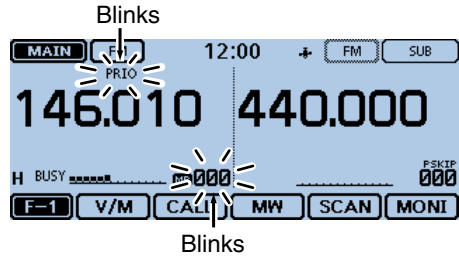 Blinks
MAIN FM 12:00 FM SUB
PRIO
146.010 440.000
PSKIP
H BUSY MR 000 000
F-1 V/M CALL MW SCAN MONI
Blinks